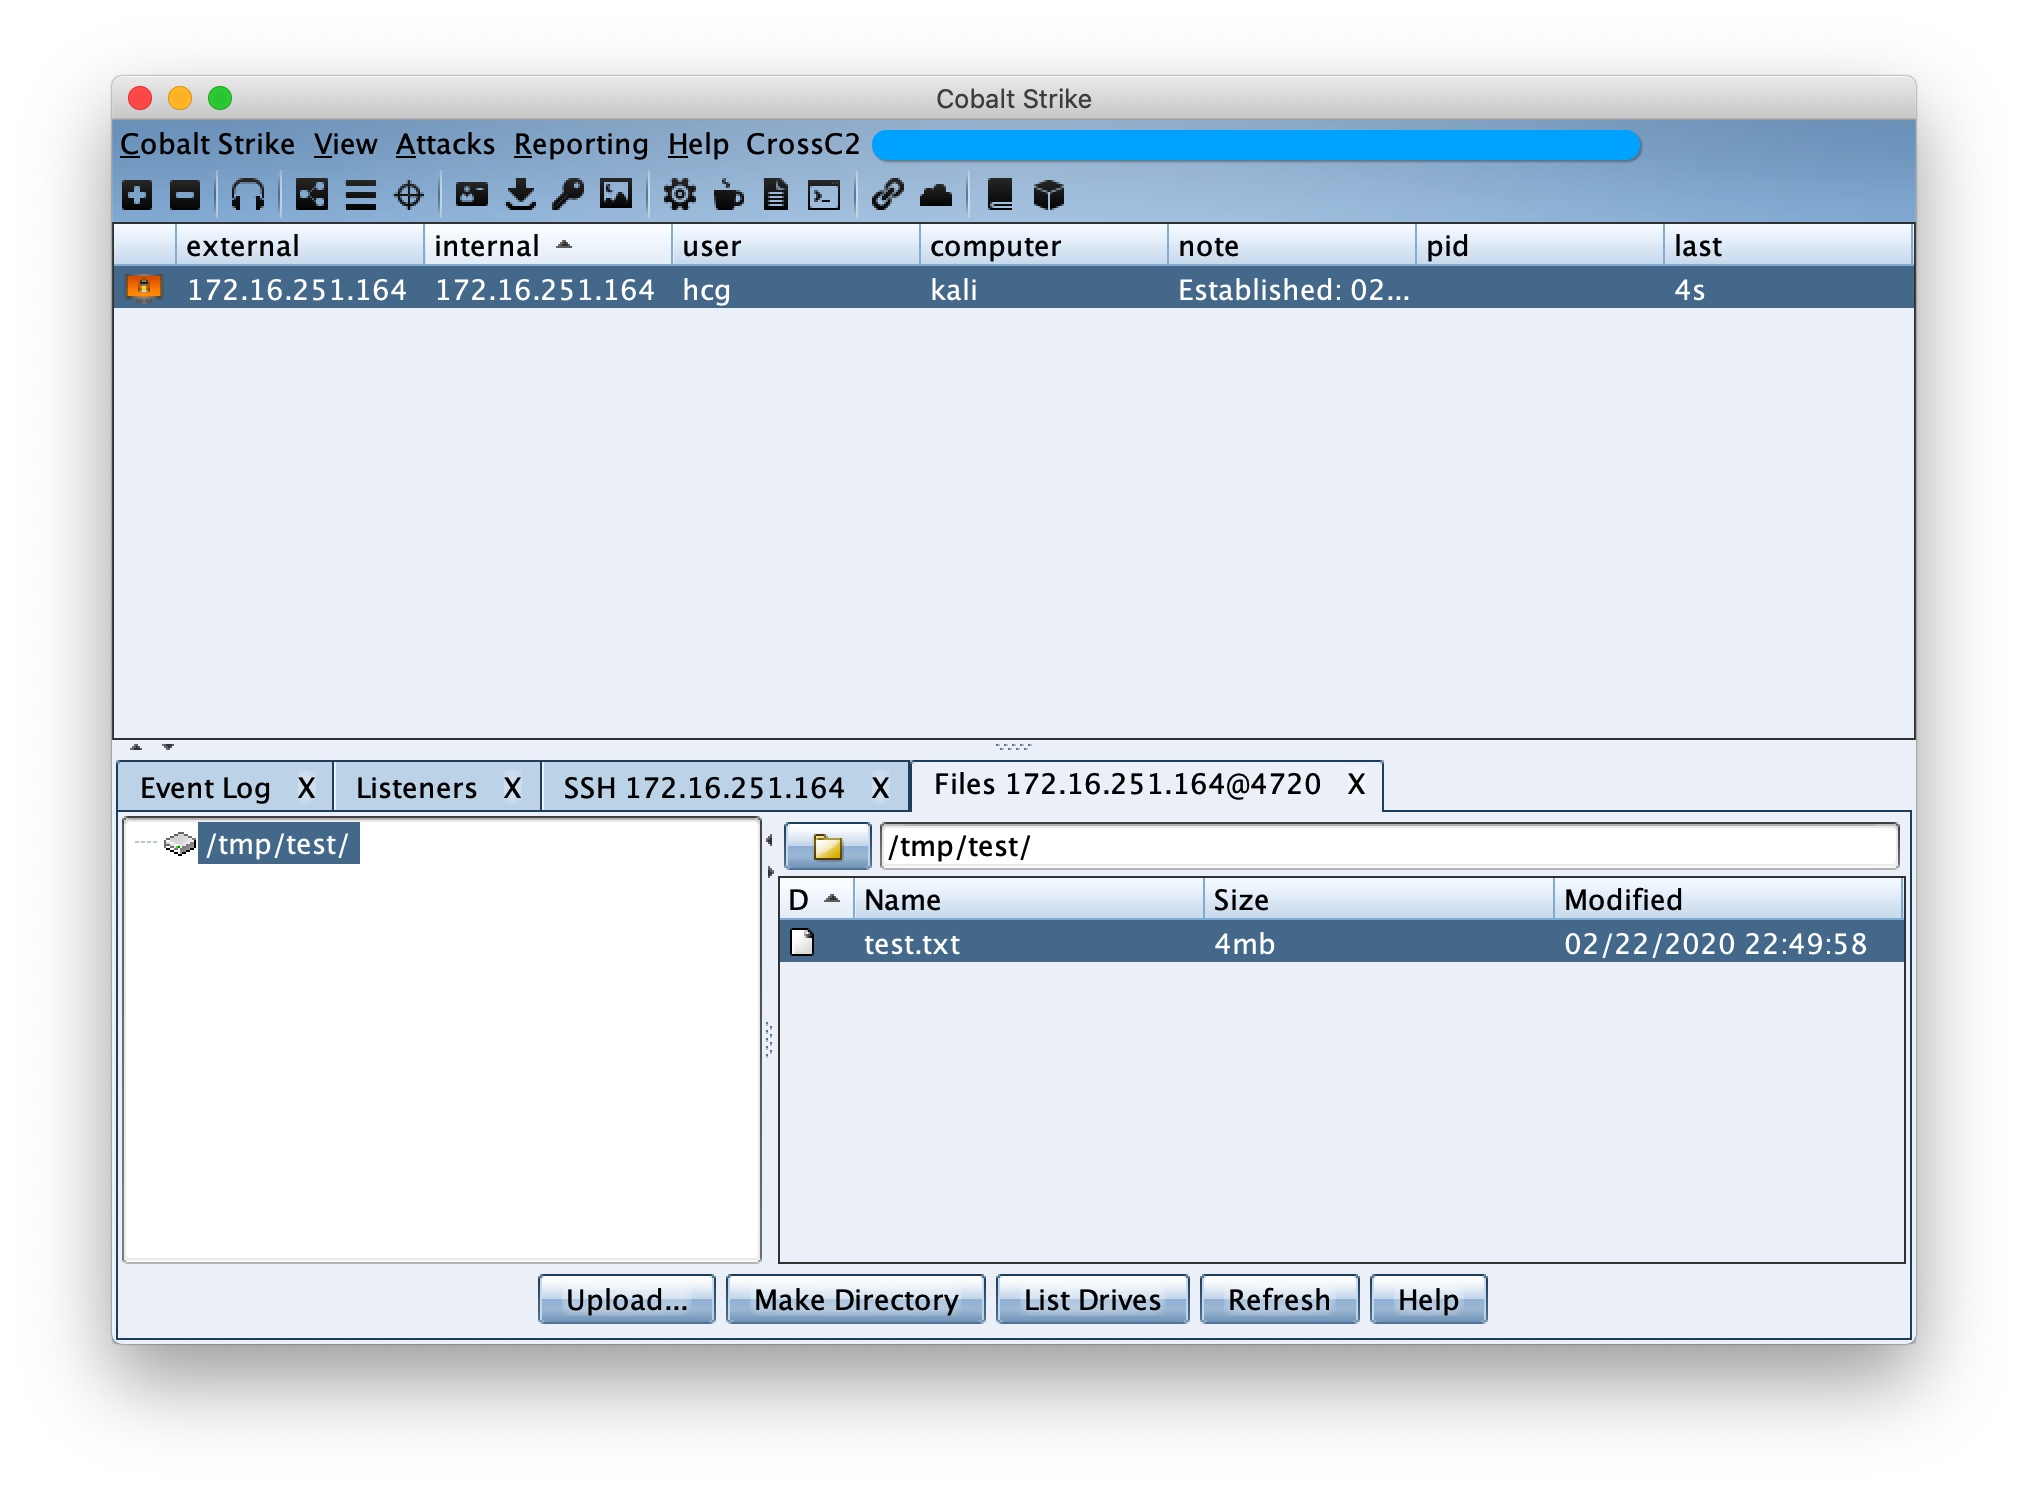 Cobalt Strike
Cobalt Strike View Attacks Reporting Help CrossC2
external internal user computer note pid last
172.16.251.164 172.16.251.164 hcg kali Established: 02... 4s
Event Log X Listeners X SSH 172.16.251.164 X Files 172.16.251.164@4720 X
/tmp/test/
/tmp/test/
D Name Size Modified
test.txt 4mb 02/22/2020 22:49:58
Upload... Make Directory List Drives Refresh Help